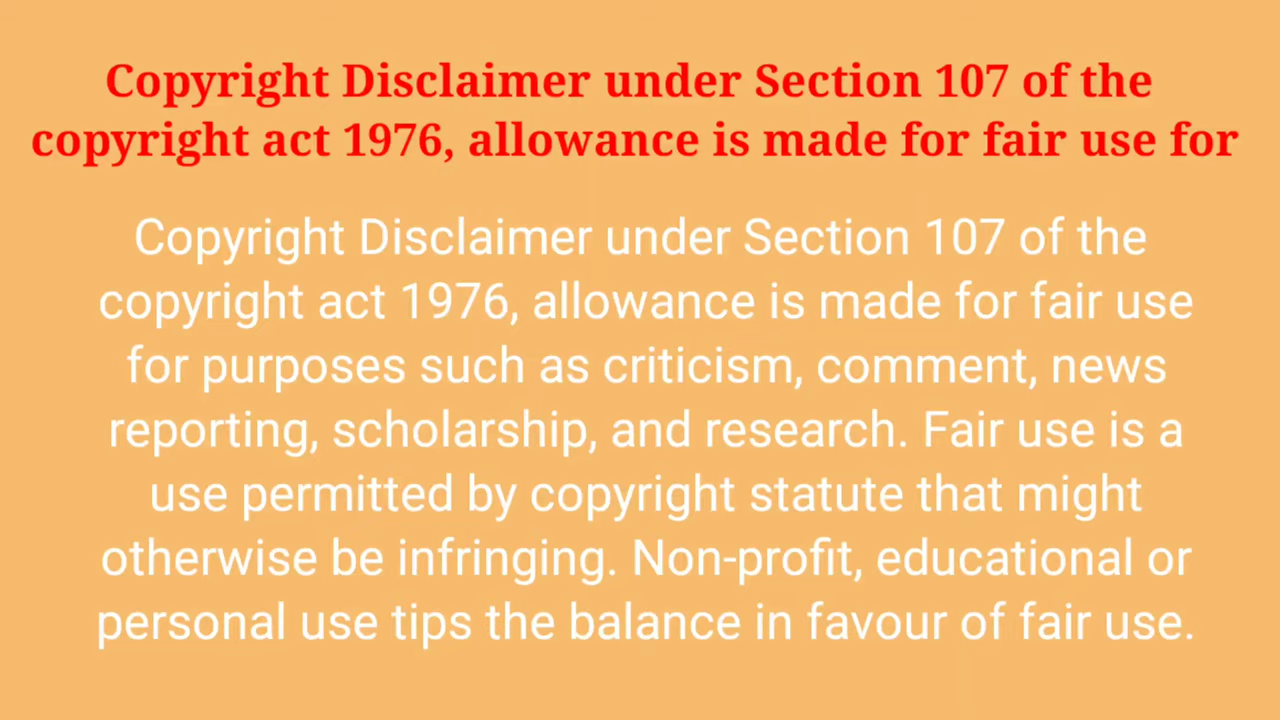 Copyright Disclaimer under Section 107 of the
copyright act 1976, allowance is made for fair use for
Copyright Disclaimer under Section 107 of the
copyright act 1976, allowance is made for fair use
for purposes such as criticism, comment, news
reporting, scholarship, and research. Fair use is a
use permitted by copyright statute that might
otherwise be infringing. Non-profit, educational or
personal use tips the balance in favour of fair use.